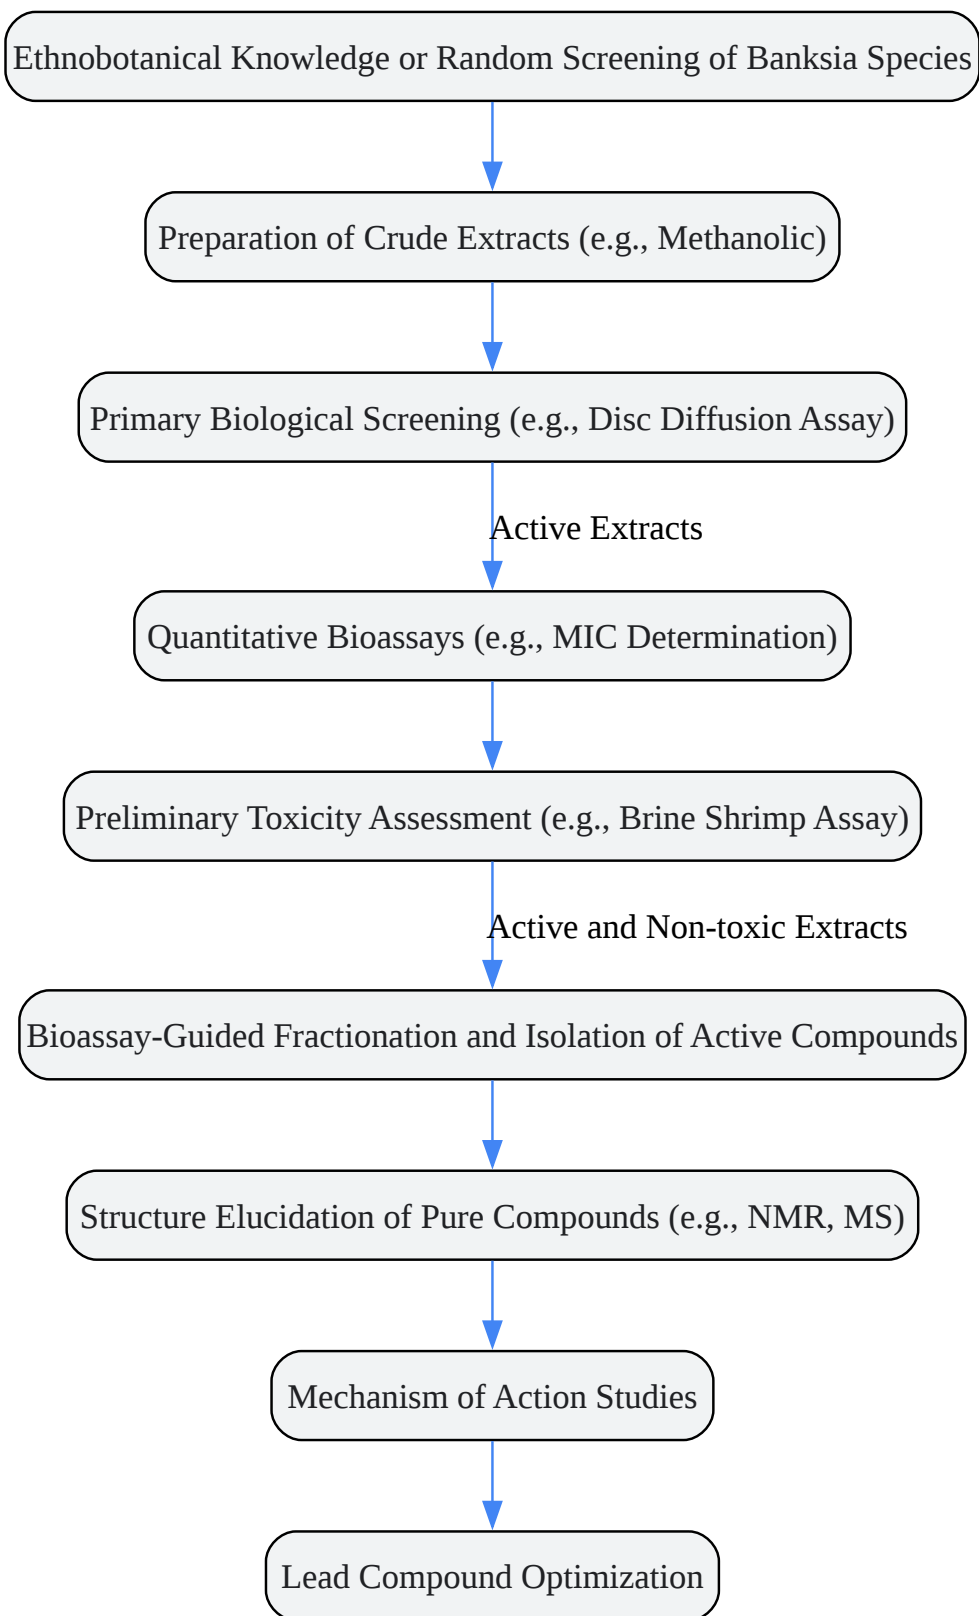 Ethnobotanical Knowledge or Random Screening of Banksia Species
Preparation of Crude Extracts (e.g., Methanolic)
Primary Biological Screening (e.g., Disc Diffusion Assay)
Active Extracts
Quantitative Bioassays (e.g., MIC Determination)
Preliminary Toxicity Assessment (e.g., Brine Shrimp Assay)
Active and Non-toxic Extracts
Bioassay-Guided Fractionation and Isolation of Active Compounds
Structure Elucidation of Pure Compounds (e.g., NMR, MS)
Mechanism of Action Studies
Lead Compound Optimization